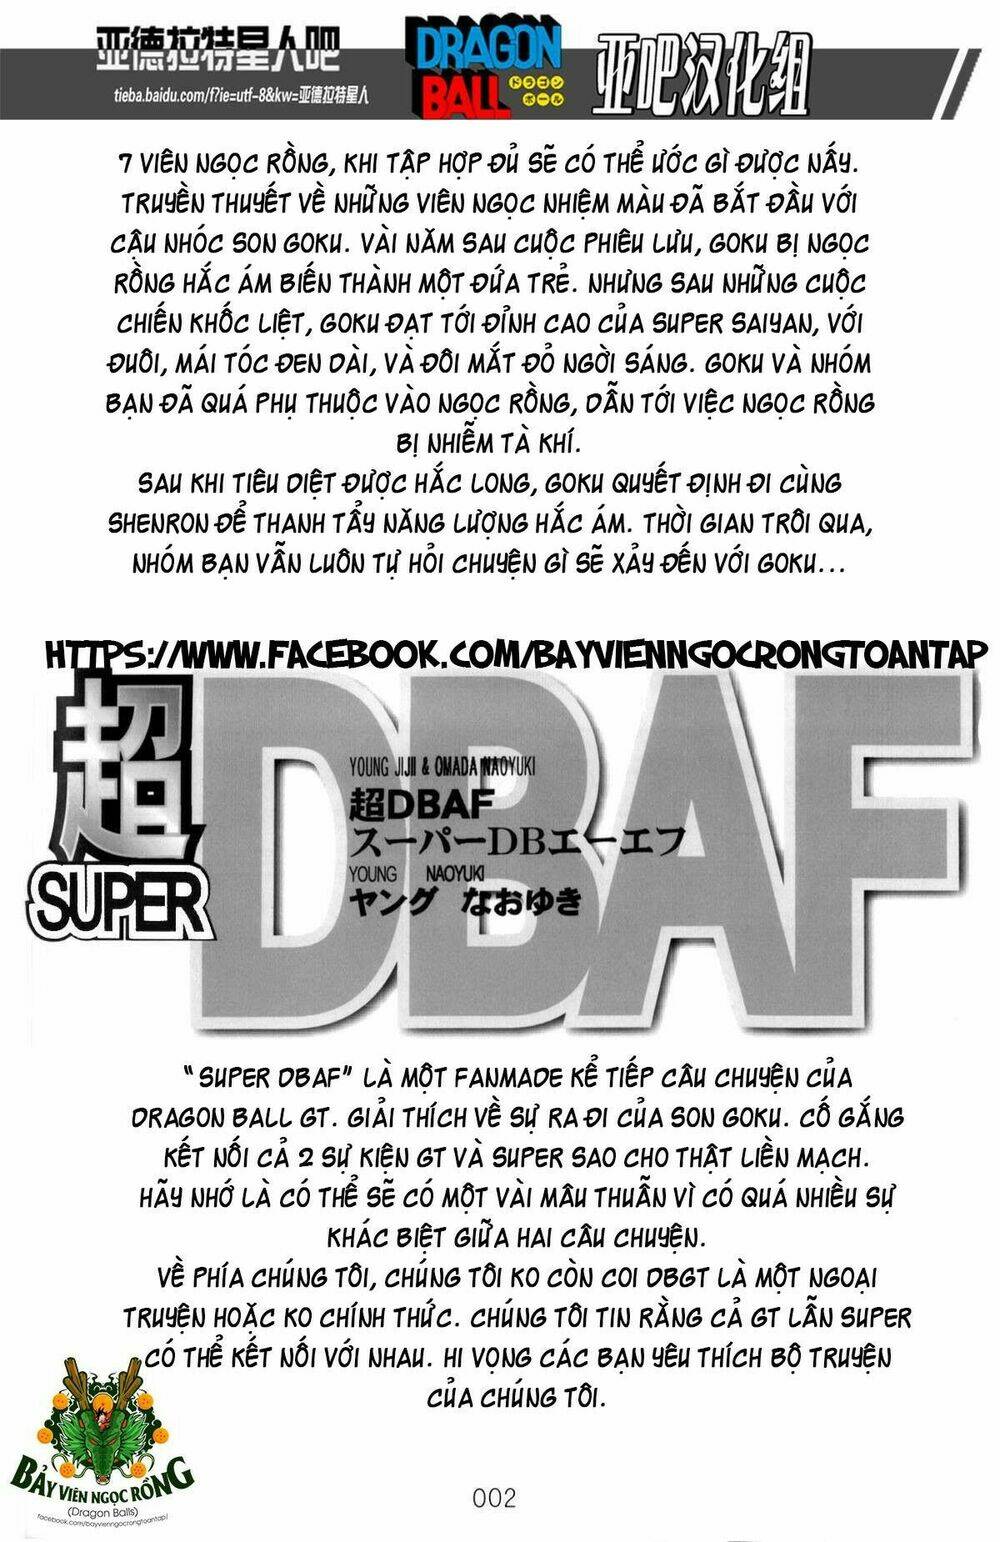 亚德拉特星人吧
tieba.baidu.com/f?ie=utf-8&kw=亚德拉特星人
DRAGON
BALL
ドラゴン
ボール
亚吧汉化组
7 VIÊN NGỌC RỒNG, KHI TẬP HỢP ĐỦ SẼ CÓ THỂ ƯỚC GÌ ĐƯỢC NẤY.
TRUYỀN THUYẾT VỀ NHỮNG VIÊN NGỌC NHIỆM MÀU ĐÃ BẮT ĐẦU VỚI
CẬU NHÓC SON GOKU. VÀI NĂM SAU CUỘC PHIÊU LƯU, GOKU BỊ NGỌC
RỒNG HẮC ÁM BIẾN THÀNH MỘT ĐỨA TRẺ. NHƯNG SAU NHỮNG CUỘC
CHIẾN KHỐC LIỆT, GOKU ĐẠT TỚI ĐỈNH CAO CỦA SUPER SAIYAN, VỚI
ĐUÔI, MÁI TÓC ĐEN DÀI, VÀ ĐÔI MẮT ĐỎ NGỜI SÁNG. GOKU VÀ NHÓM
BẠN ĐÃ QUÁ PHỤ THUỘC VÀO NGỌC RỒNG, DẪN TỚI VIỆC NGỌC RỒNG
BỊ NHIỄM TÀ KHÍ.
SAU KHI TIÊU DIỆT ĐƯỢC HẮC LONG, GOKU QUYẾT ĐỊNH ĐI CÙNG
SHENRON ĐỂ THANH TẨY NĂNG LƯỢNG HẮC ÁM. THỜI GIAN TRÔI QUA,
NHÓM BẠN VẪN LUÔN TỰ HỎI CHUYỆN GÌ SẼ XẢY ĐẾN VỚI GOKU...
HTTPS://WWW.FACEBOOK.COM/BAYVIENNGOCRONGTOANTAP
超
SUPER
DBAF
YOUNG JIJII & OMADA NAOYUKI
超DBAF
スーパーDBエーエフ
YOUNG NAOYUKI
ヤング なおゆき
"SUPER DBAF" LÀ MỘT FANMADE KỂ TIẾP CÂU CHUYỆN CỦA
DRAGON BALL GT. GIẢI THÍCH VỀ SỰ RA ĐI CỦA SON GOKU. CỐ GẮNG
KẾT NỐI CẢ 2 SỰ KIỆN GT VÀ SUPER SAO CHO THẬT LIỀN MẠCH.
HÃY NHỚ LÀ CÓ THỂ SẼ CÓ MỘT VÀI MÂU THUẪN VÌ CÓ QUÁ NHIỀU SỰ
KHÁC BIỆT GIỮA HAI CÂU CHUYỆN.
VỀ PHÍA CHÚNG TÔI, CHÚNG TÔI KO CÒN COI DBGT LÀ MỘT NGOẠI
TRUYỆN HOẶC KO CHÍNH THỨC. CHÚNG TÔI TIN RẰNG CẢ GT LẪN SUPER
CÓ THỂ KẾT NỐI VỚI NHAU. HI VỌNG CÁC BẠN YÊU THÍCH BỘ TRUYỆN
CỦA CHÚNG TÔI.
BẢY VIÊN NGỌC RỒNG
(Dragon Balls)
facebook.com/bayvienngocrongtoantap/
002